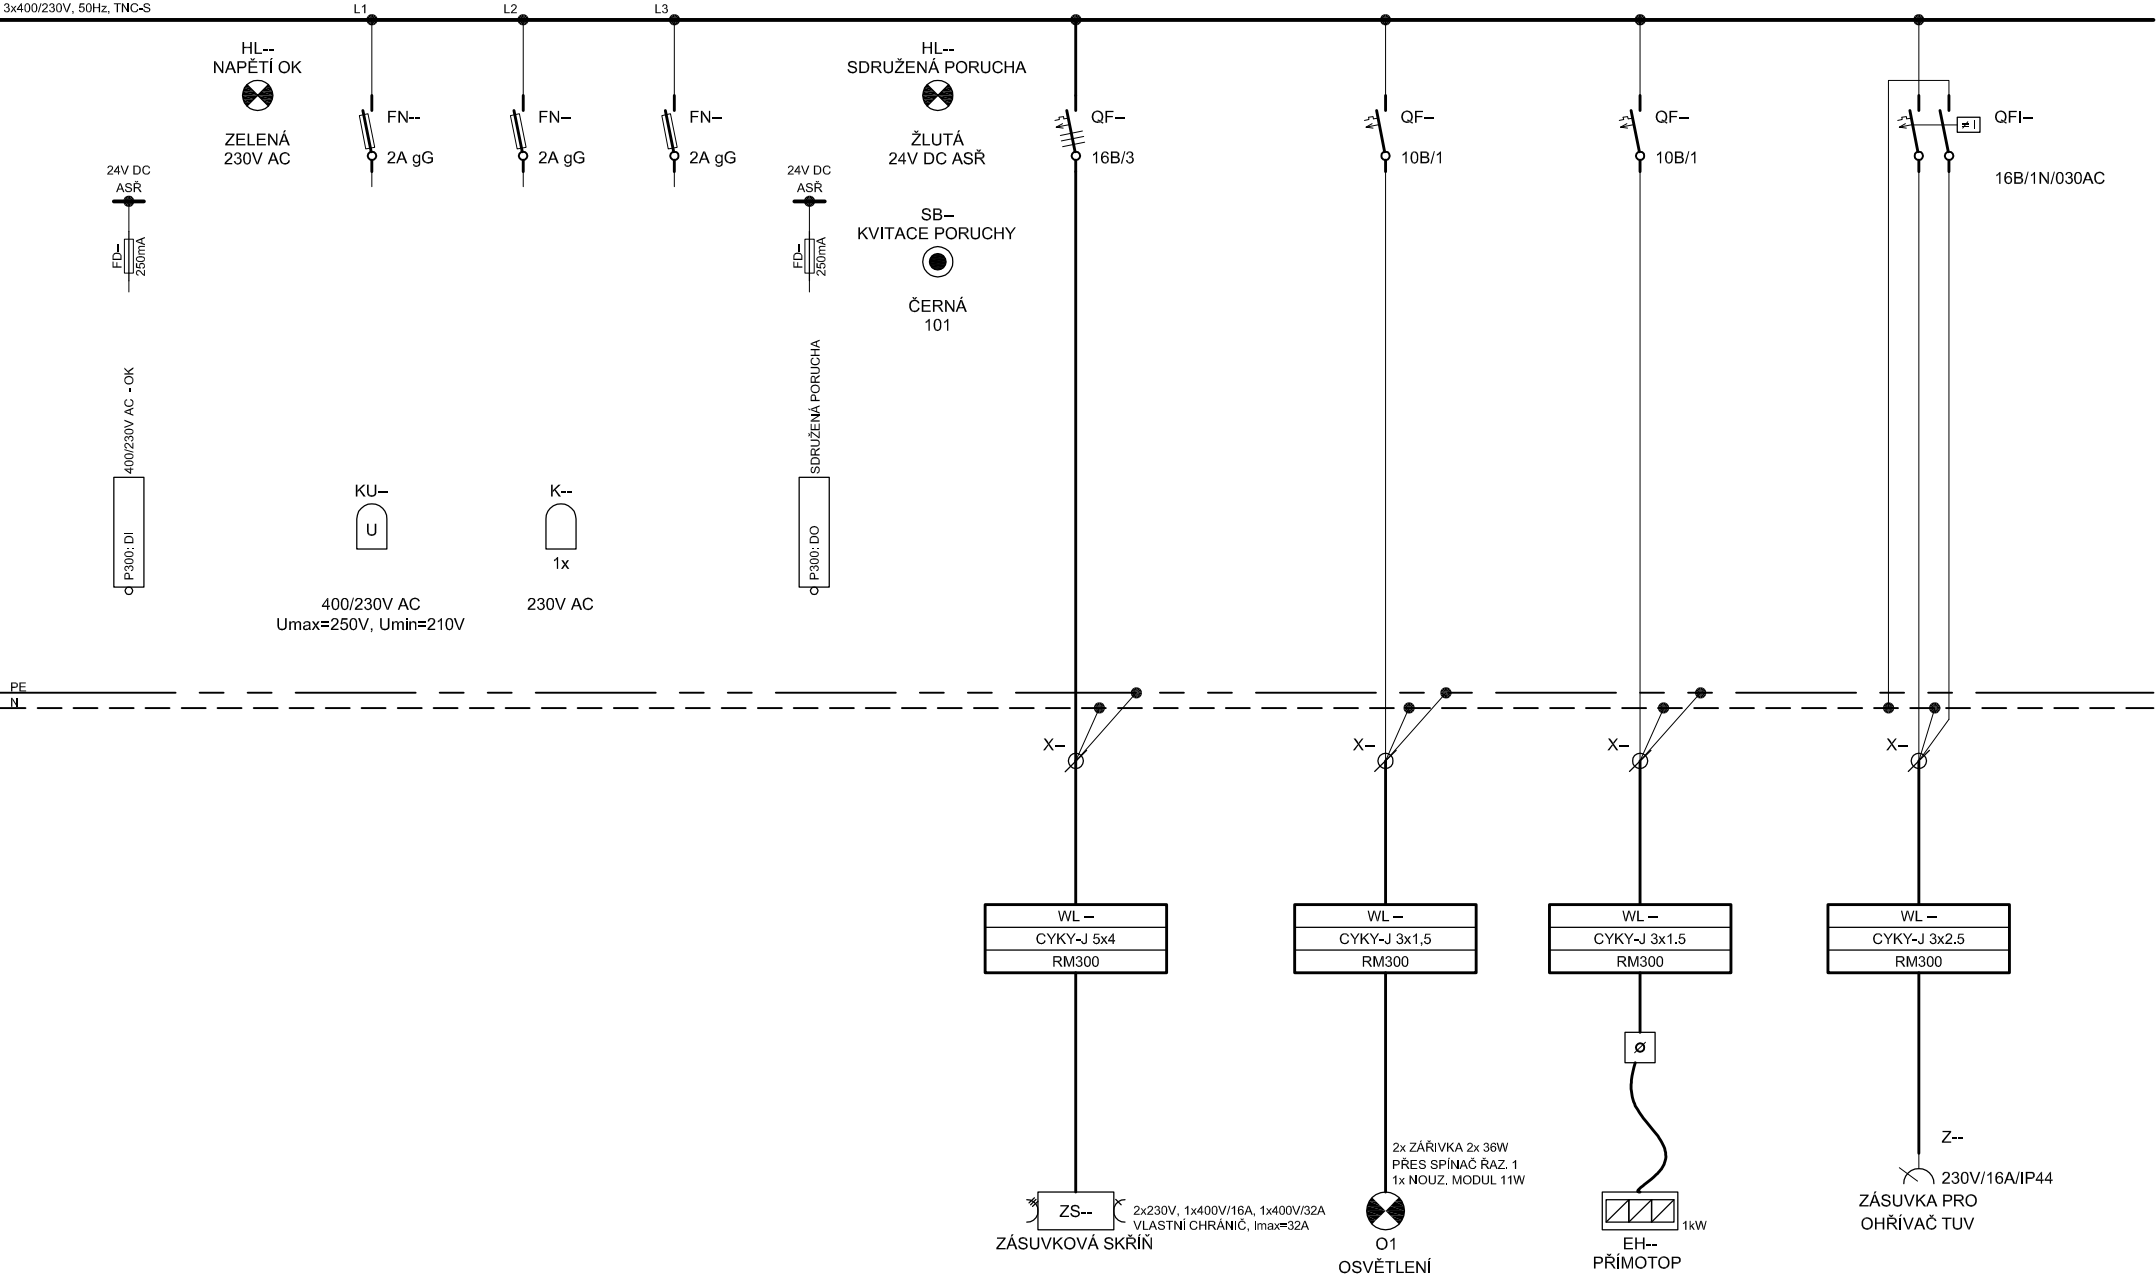 3x400/230V, 50Hz, TNC-S
L1
L2
L3
HL--
NAPĚTÍ OK
ZELENÁ
230V AC
FN--
2A gG
FN–
2A gG
FN–
2A gG
HL--
SDRUŽENÁ PORUCHA
ŽLUTÁ
24V DC ASŘ
QF–
16B/3
QF–
10B/1
QF–
10B/1
QFI–
≠ I
16B/1N/030AC
24V DC
ASŘ
FD–
250mA
24V DC
ASŘ
FD–
250mA
SB–
KVITACE PORUCHY
ČERNÁ
101
400/230V AC - OK
P300: DI
SDRUŽENÁ PORUCHA
P300: DO
KU–
U
400/230V AC
Umax=250V, Umin=210V
K--
1x
230V AC
PE
N
X–
X–
X–
X–
WL –
CYKY-J 5x4
RM300
WL –
CYKY-J 3x1,5
RM300
WL –
CYKY-J 3x1.5
RM300
WL –
CYKY-J 3x2.5
RM300
ZS--
2x230V, 1x400V/16A, 1x400V/32A
VLASTNÍ CHRÁNIČ, Imax=32A
ZÁSUVKOVÁ SKŘÍŇ
2x ZÁŘIVKA 2x 36W
PŘES SPÍNAČ ŘAZ. 1
1x NOUZ. MODUL 11W
O1
OSVĚTLENÍ
1kW
EH--
PŘÍMOTOP
Z--
230V/16A/IP44
ZÁSUVKA PRO
OHŘÍVAČ TUV